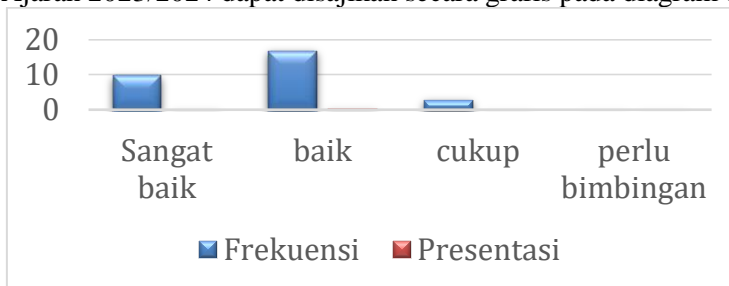 Ajaran 2023/2024 dapat disajikan secara grafis pada diagram
20
10
0
Sangat baik
baik
cukup
perlu bimbingan
Frekuensi
Presentasi